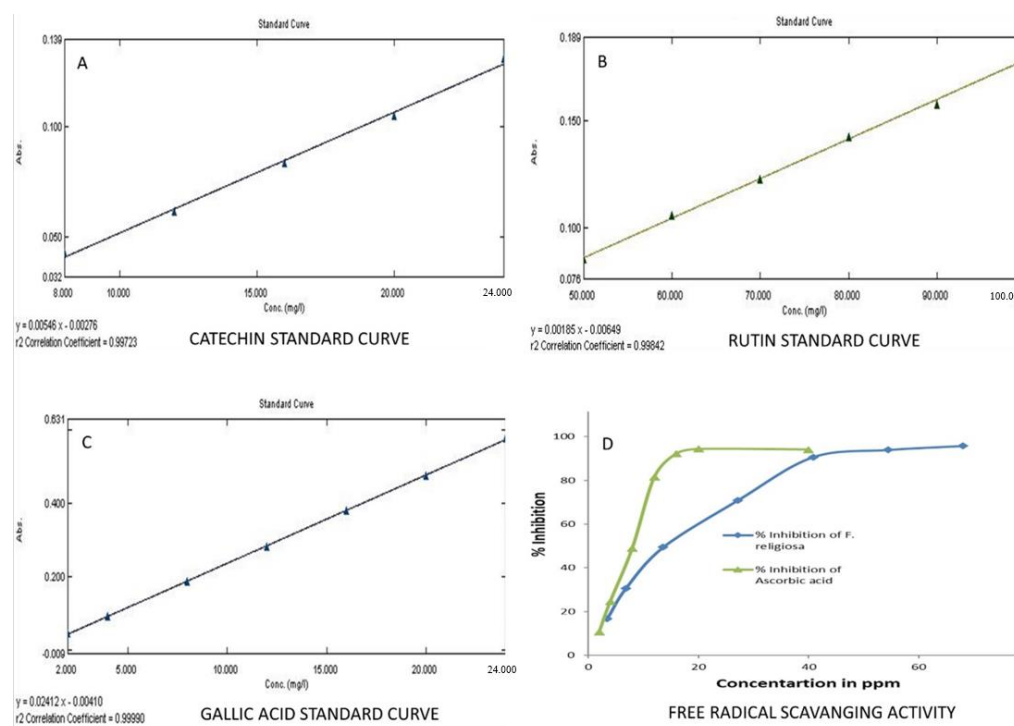 Standard Curve
0.139
A
0.100
Abs.
0.050
0.032
8.000 10.000 15.000 20.000 24.000
Conc. (mg/l)
y = 0.00546 x - 0.00276
r2 Correlation Coefficient = 0.99723
CATECHIN STANDARD CURVE
Standard Curve
0.189
B
0.150
Abs.
0.100
0.076
50.000 60.000 70.000 80.000 90.000 100.0
Conc. (mg/l)
y = 0.00185 x - 0.00649
r2 Correlation Coefficient = 0.99842
RUTIN STANDARD CURVE
Standard Curve
0.631
C
0.400
Abs.
0.200
-0.009
2.000 5.000 10.000 15.000 20.000 24.000
Conc. (mg/l)
y = 0.02412 x - 0.00410
r2 Correlation Coefficient = 0.99990
GALLIC ACID STANDARD CURVE
D
100
80
60
40
20
0
% Inhibition
% Inhibition of F.
religiosa
% Inhibition of
Ascorbic acid
0 20 40 60
Concentartion in ppm
FREE RADICAL SCAVANGING ACTIVITY